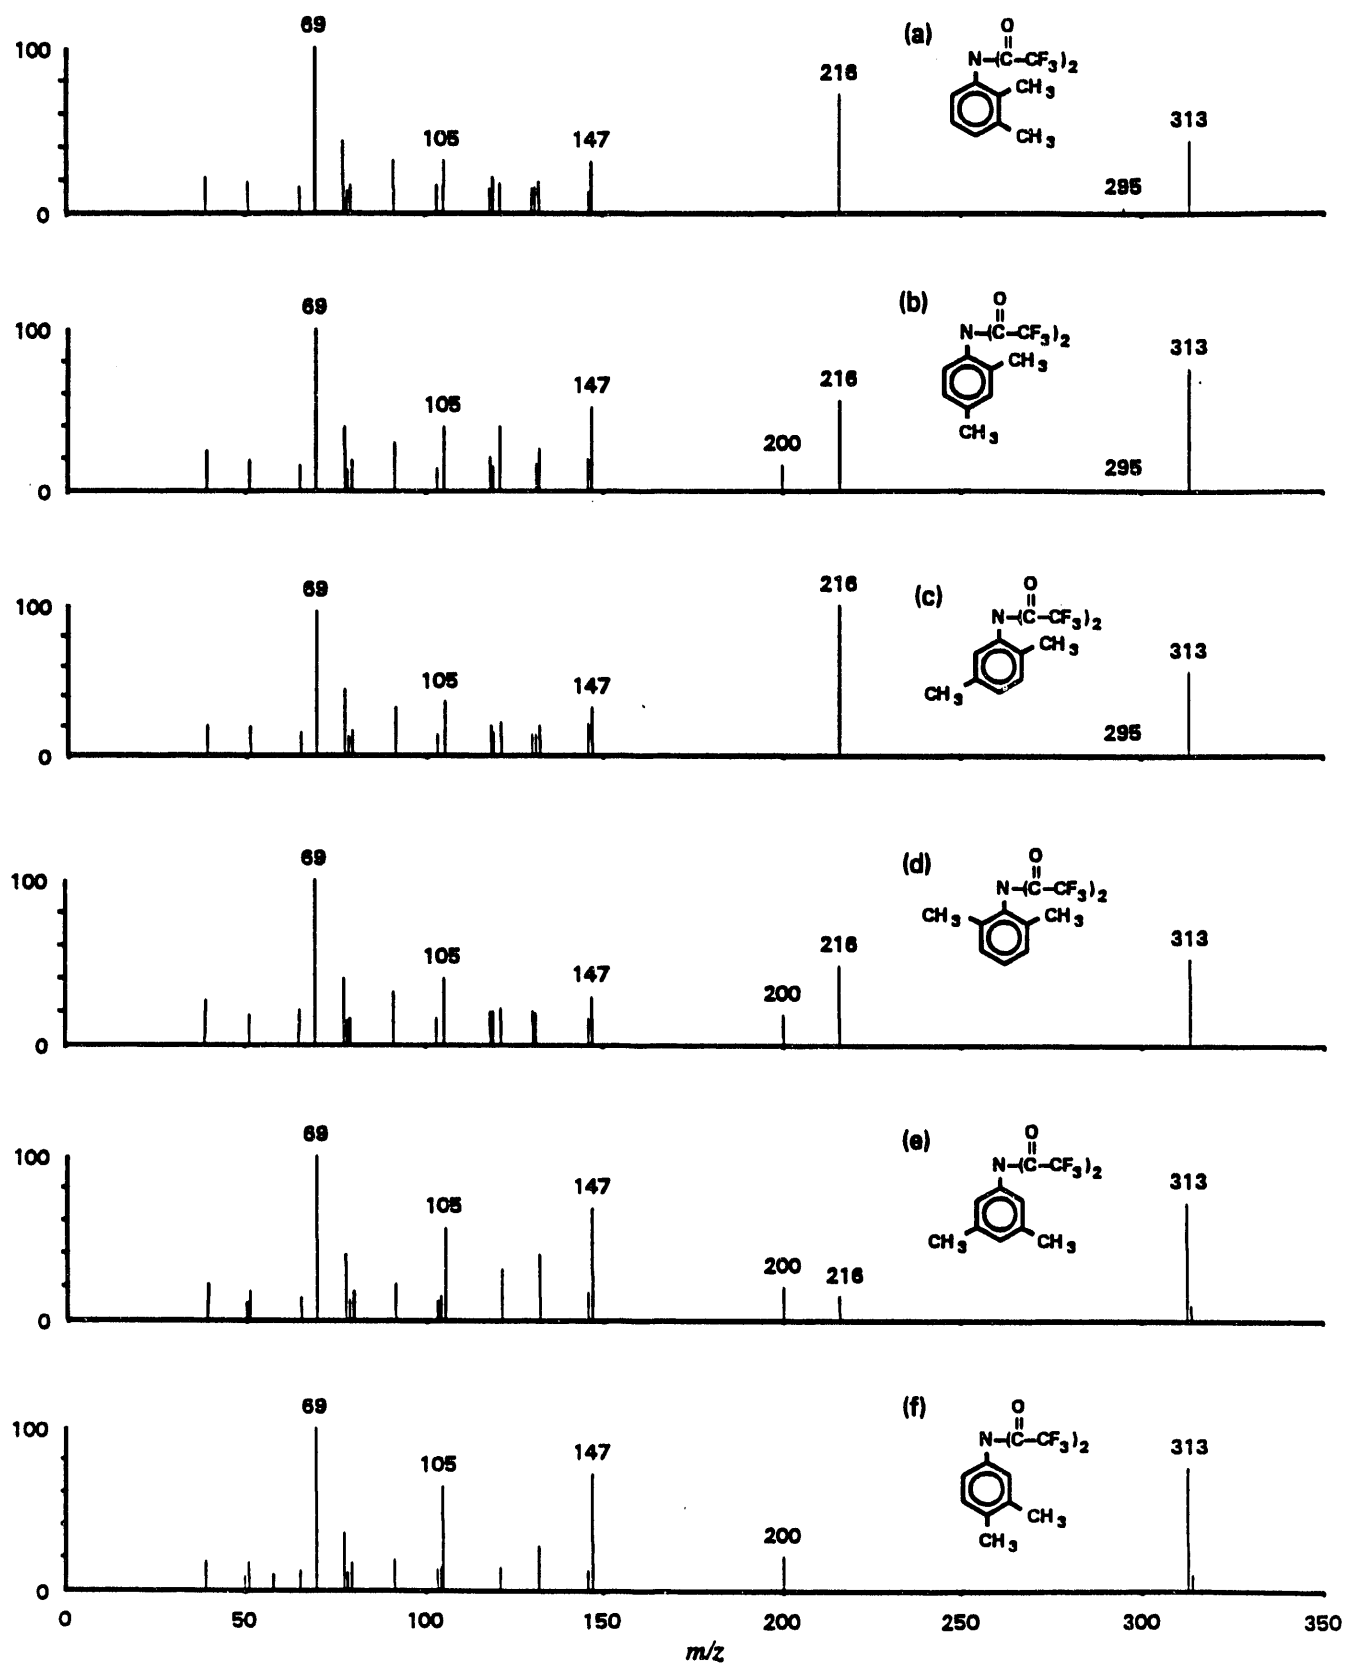 69
(a)
O
100
216
N–(C–CF3)2
CH3
105
147
313
CH3
295
0
69
(b)
O
100
N–(C–CF3)2
313
CH3
216
147
105
200
CH3
295
0
69
216
(c)
O
100
N–(C–CF3)2
CH3
313
105
147
CH3
295
0
69
(d)
O
100
N–(C–CF3)2
CH3
CH3
216
313
105
147
200
0
69
(e)
O
100
N–(C–CF3)2
147
313
105
CH3
CH3
200
216
0
69
(f)
O
100
N–(C–CF3)2
147
313
105
CH3
200
CH3
0
0 50 100 150 200 250 300 350
m/z